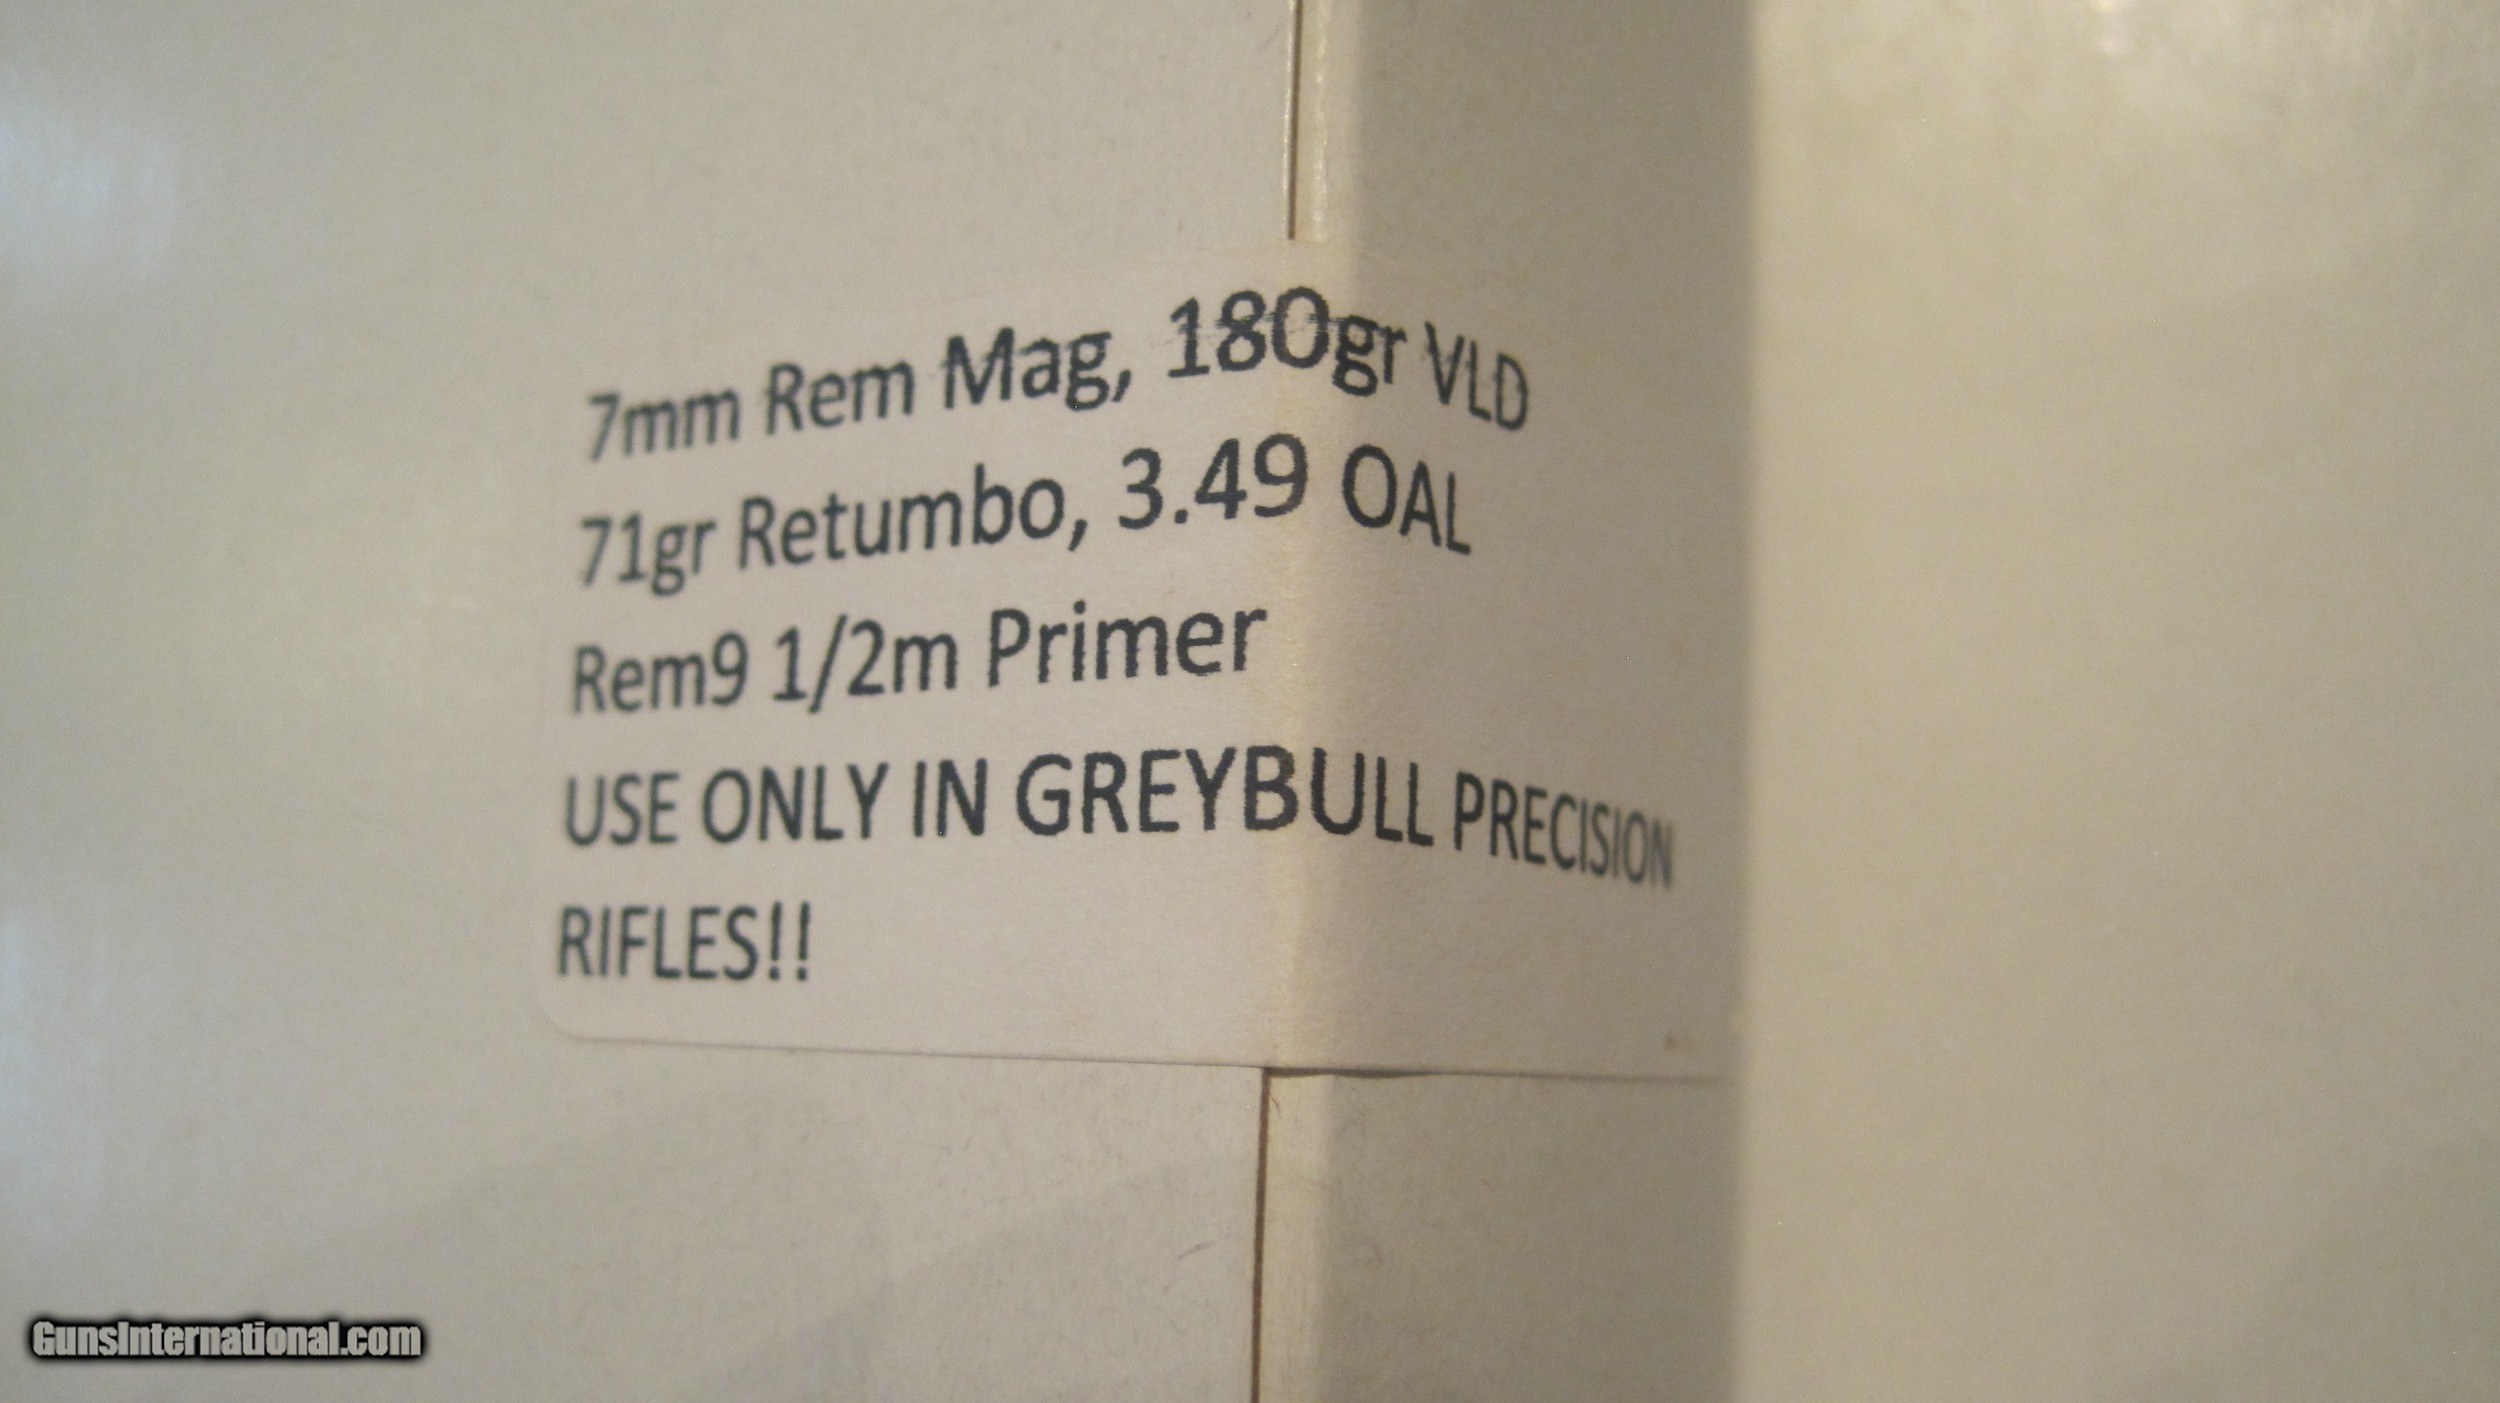 7mm Rem Mag, 180gr VLD
71gr Retumbo, 3.49 OAL
Rem9 1/2m Primer
USE ONLY IN GREYBULL PRECISION
RIFLES!!
GunsInternational.com